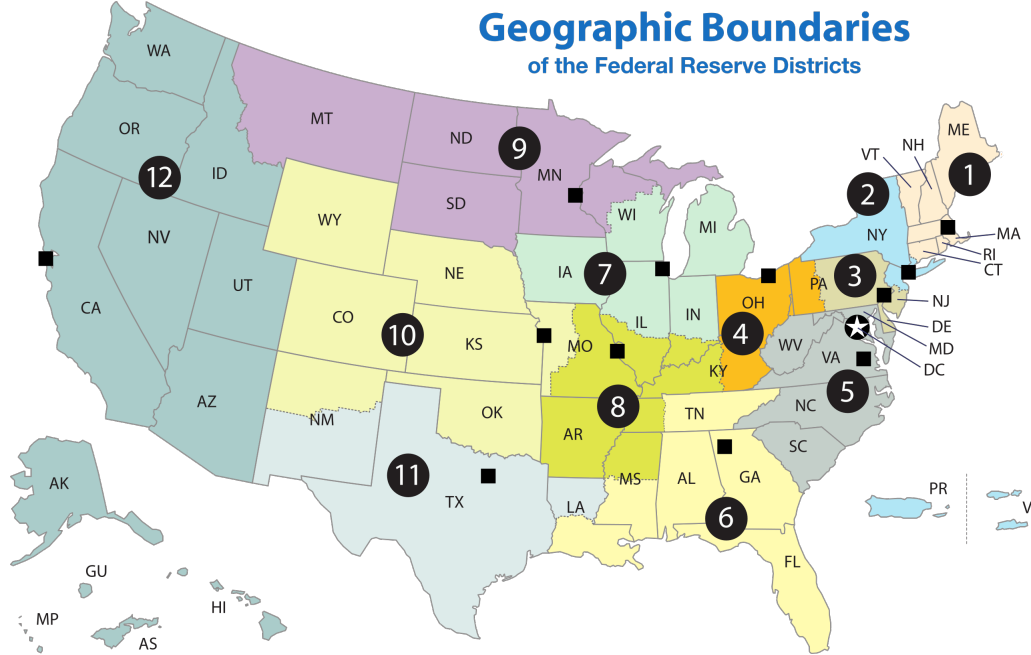 Geographic Boundaries
of the Federal Reserve Districts
WA
MT
ND
9
MN
ME
OR
VT
NH
12
ID
1
SD
2
WI
MI
WY
NY
MA
NV
RI
CT
IA
7
3
NE
UT
PA
NJ
OH
CA
CO
10
KS
MO
IL
IN
4
DE
WV
VA
MD
DC
KY
5
AZ
NM
OK
8
TN
NC
AR
SC
11
MS
AL
GA
AK
TX
LA
6
PR
V
FL
GU
HI
MP
AS